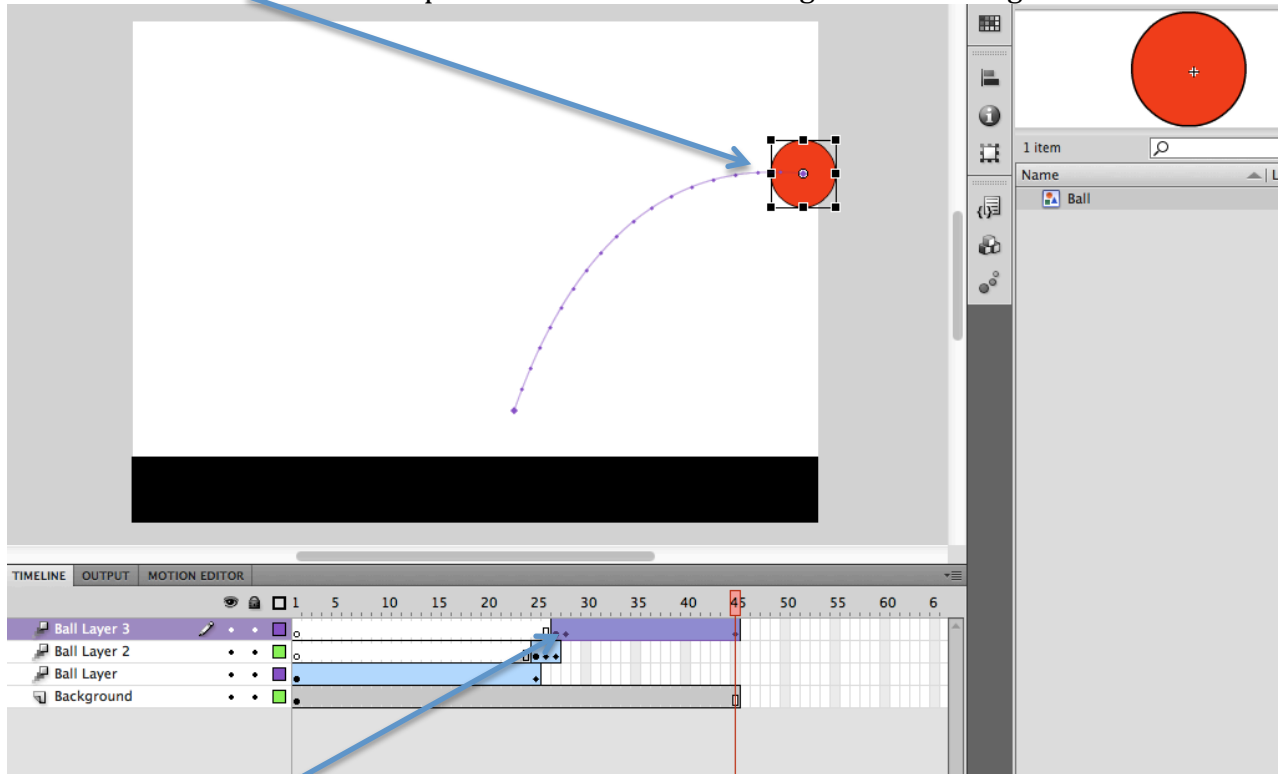 1 item
Name
L
Ball
TIMELINE OUTPUT MOTION EDITOR
1 5 10 15 20 25 30 35 40 45 50 55 60 6
Ball Layer 3
Ball Layer 2
Ball Layer
Background